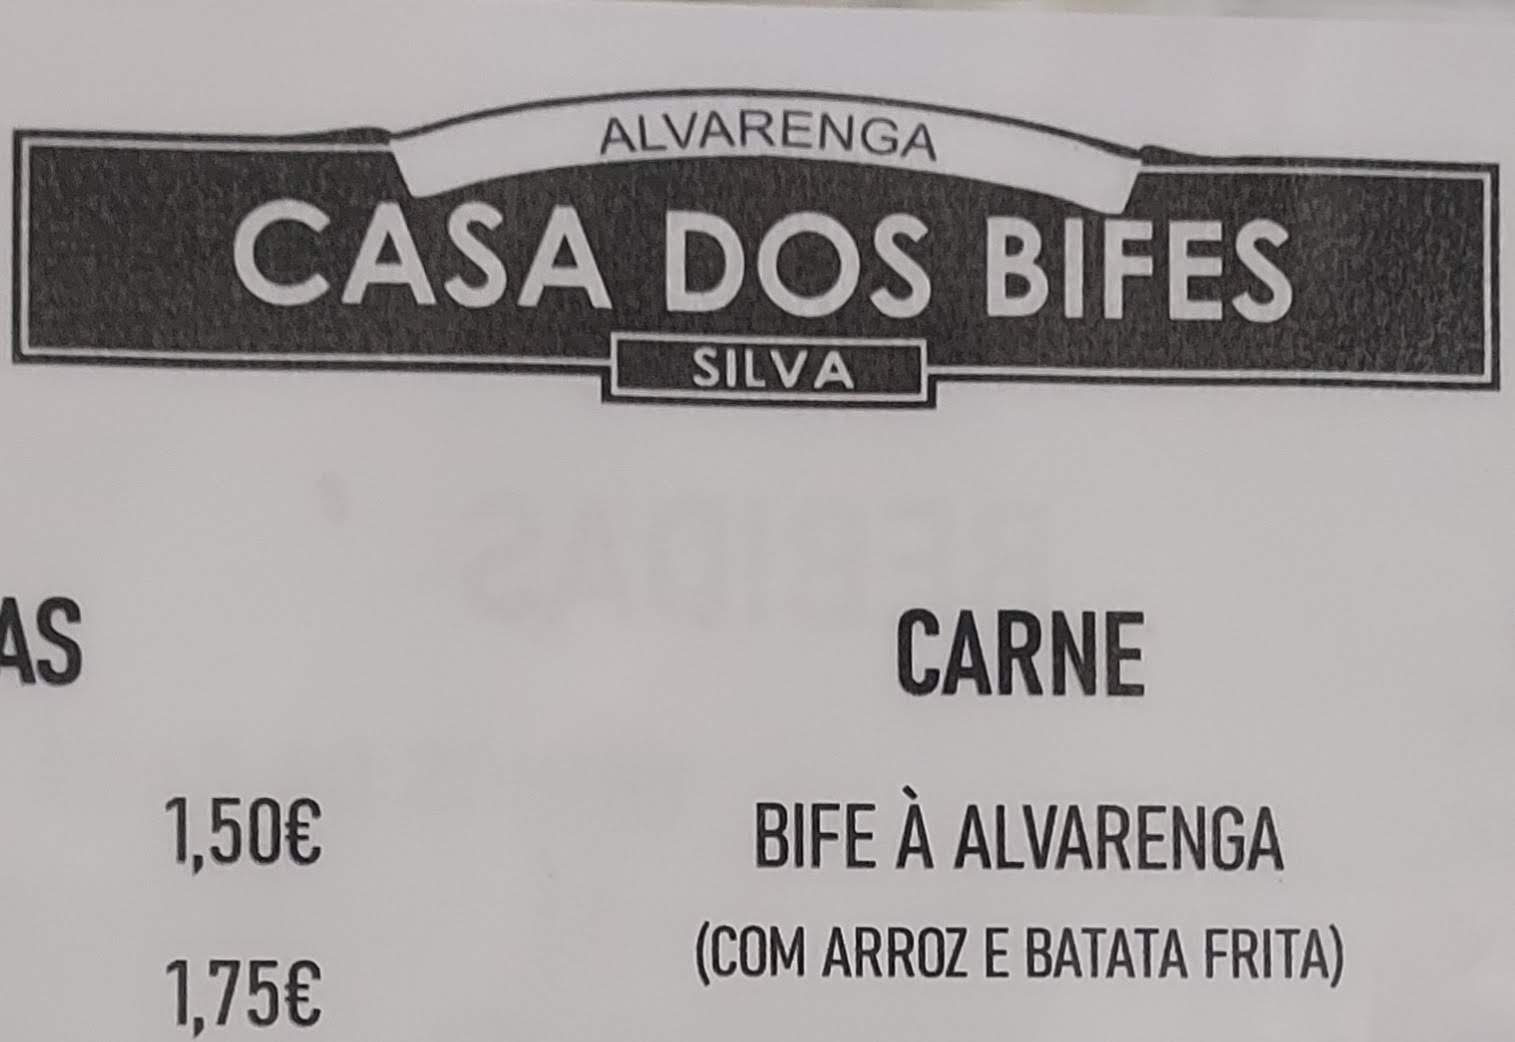 ALVARENGA
CASA DOS BIFES
SILVA
AS
1,50€
1,75€
CARNE
BIFE À ALVARENGA
(COM ARROZ E BATATA FRITA)